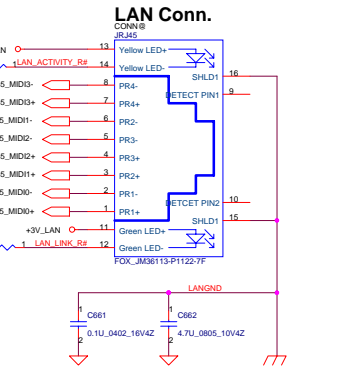 LAN Conn.
CONN@
JRJ45
N 13 Yellow LED+
1 LAN_ACTIVITY_R# 14 Yellow LED-
SHLD1 16
5_MIDI3- 8 PR4-
DETECT PIN1 9
5_MIDI3+ 7 PR4+
5_MIDI1- 6 PR2-
5_MIDI2- 5 PR3-
5_MIDI2+ 4 PR3+
5_MIDI1+ 3 PR2+
5_MIDI0- 2 PR1-
DETCET PIN2 10
5_MIDI0+ 1 PR1+
SHLD1 15
+3V_LAN 11 Green LED+
1 LAN_LINK_R# 12 Green LED-
FOX_JM36113-P1122-7F
LANGND
1 1
C661 C662
0.1U_0402_16V4Z 4.7U_0805_10V4Z
2 2